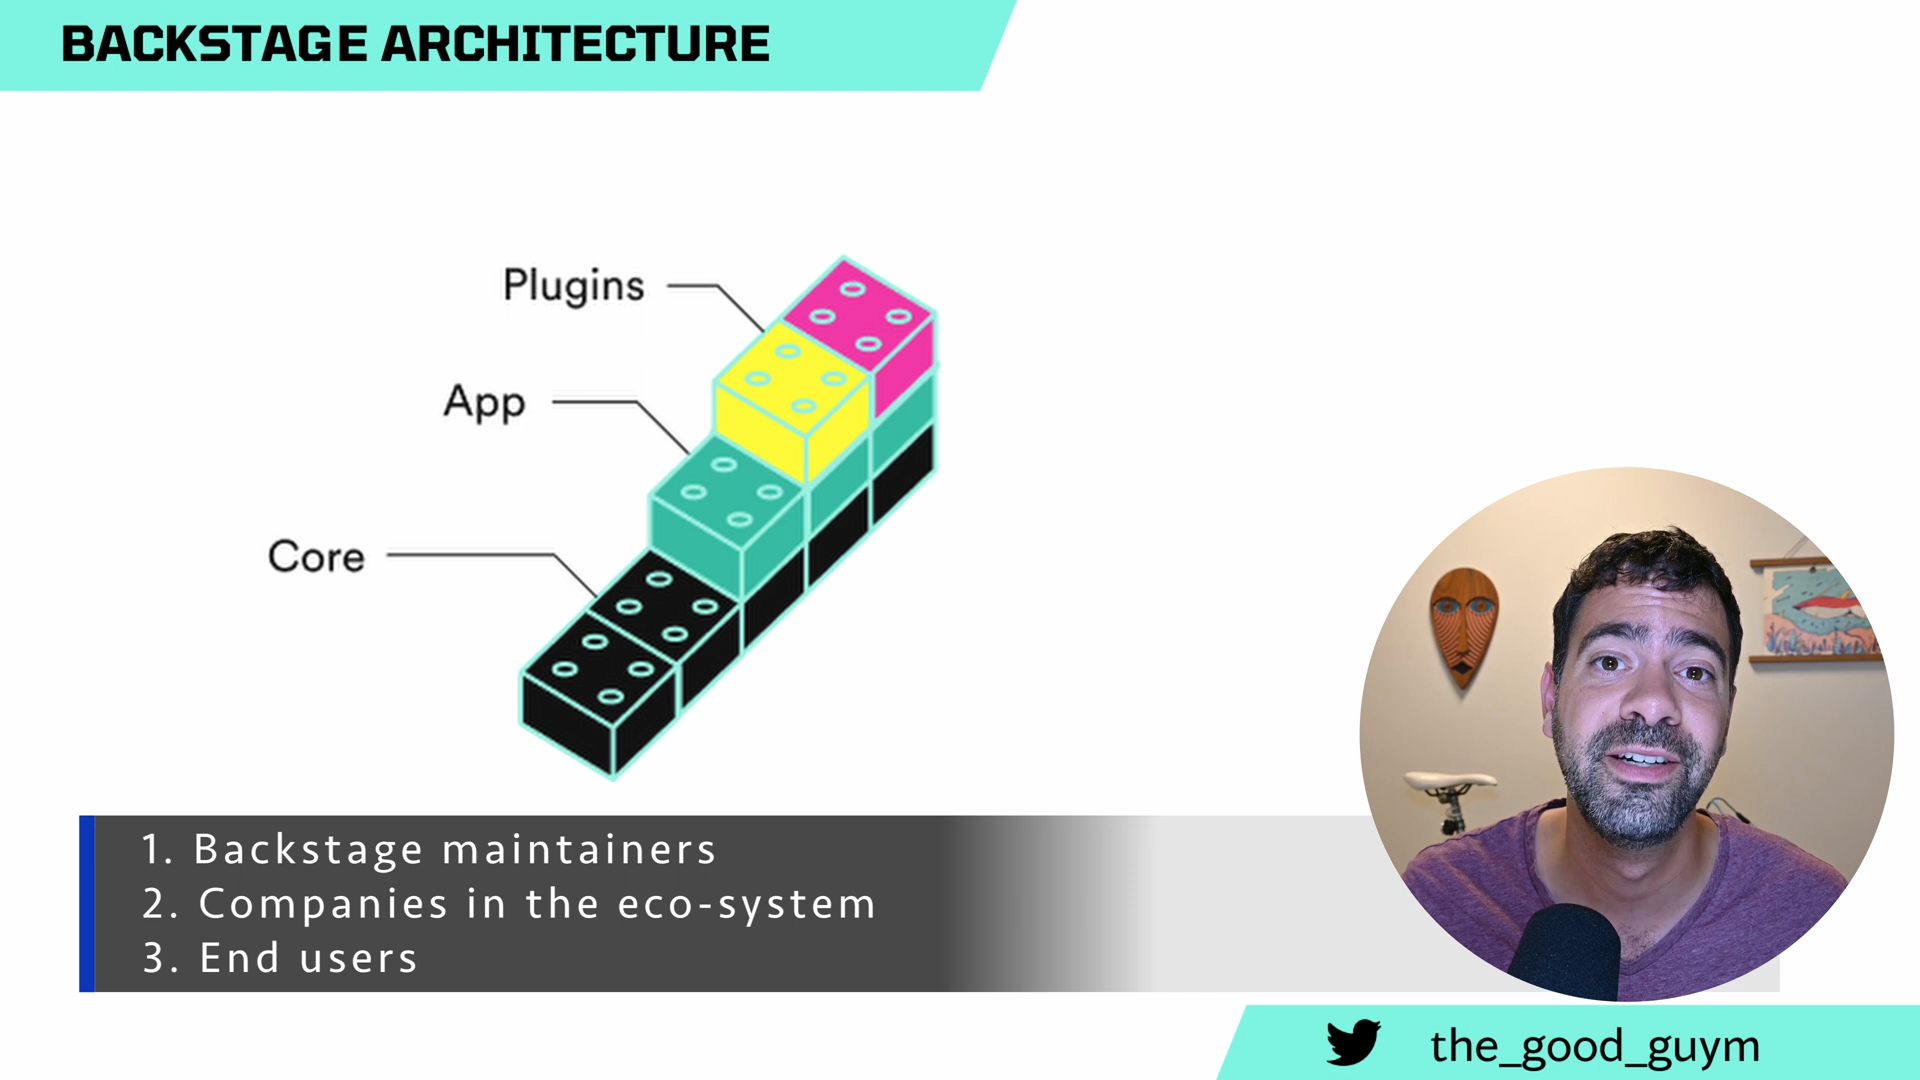 BACKSTAGE ARCHITECTURE
Plugins
App
Core
1. Backstage maintainers
2. Companies in the eco-system
3. End users
the_good_guym